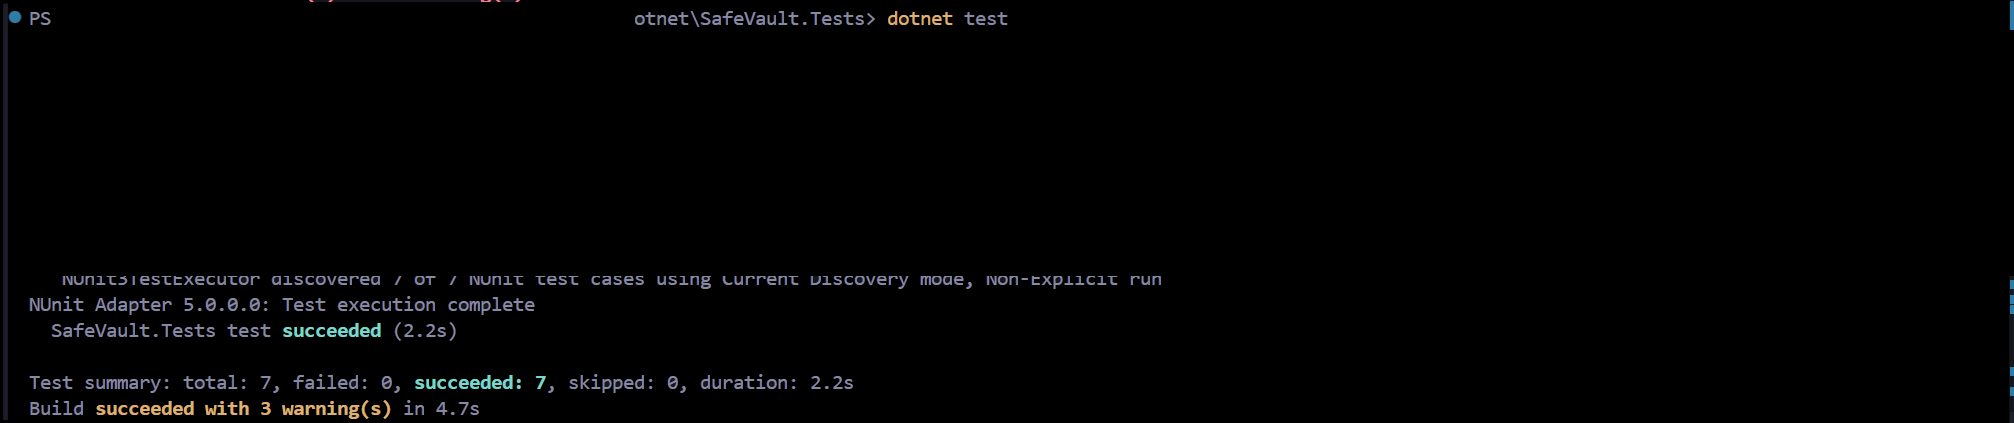 PS otnet\SafeVault.Tests> dotnet test
NUnit3TestExecutor discovered 7 of 7 NUnit test cases using Current Discovery mode, Non-Explicit run
NUnit Adapter 5.0.0.0: Test execution complete
SafeVault.Tests test succeeded (2.2s)
Test summary: total: 7, failed: 0, succeeded: 7, skipped: 0, duration: 2.2s
Build succeeded with 3 warning(s) in 4.7s